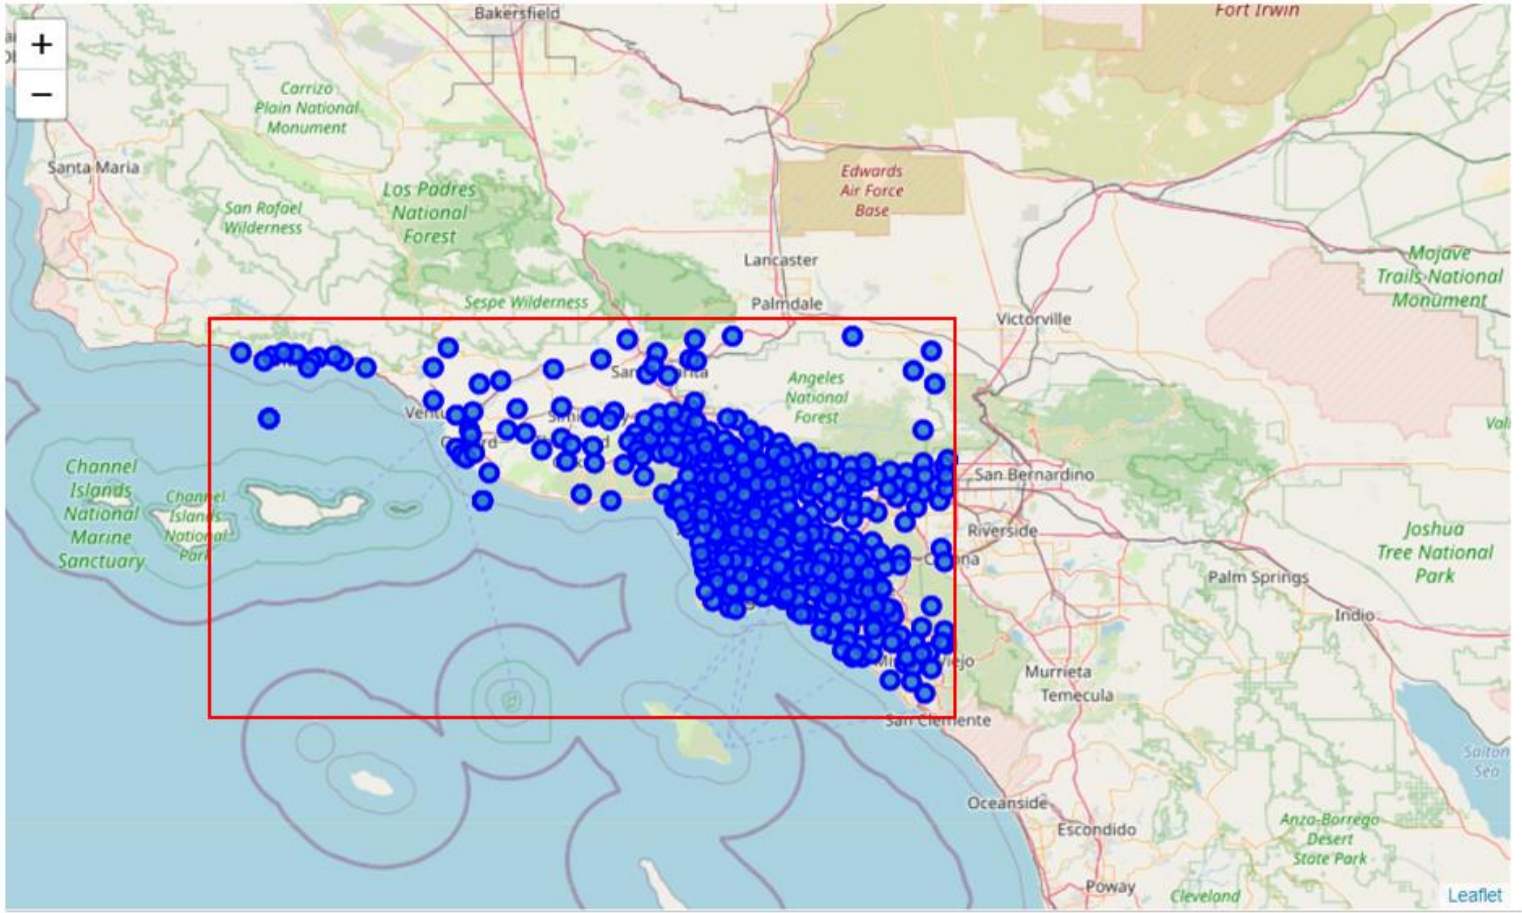 +
−
Bakersfield
Fort Irwin
Carrizo
Plain National
Monument
Santa Maria
Los Padres
National
Forest
San Rafael
Wilderness
Edwards
Air Force
Base
Lancaster
Mojave
Trails National
Monument
Sespe Wilderness
Palmdale
Victorville
Angeles
National
Forest
Channel
Islands
National
Marine
Sanctuary
Channel
Islands
National
Park
San Bernardino
Riverside
Joshua
Tree National
Park
Palm Springs
Indio
Murrieta
Temecula
San Clemente
Salton
Sea
Oceanside
Escondido
Anza-Borrego
Desert
State Park
Poway
Cleveland
Leaflet